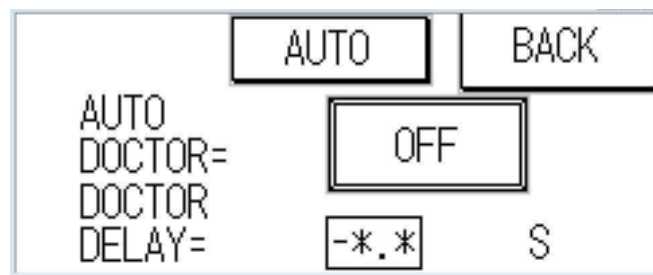 AUTO BACK
AUTO
DOCTOR= OFF
DOCTOR
DELAY= -*.* S